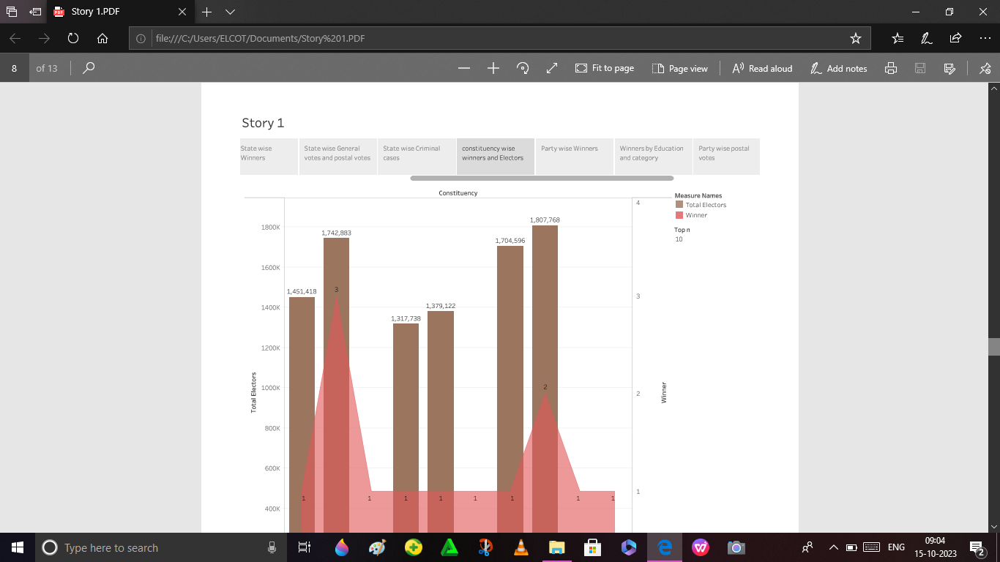 Story 1.PDF
file:///C:/Users/ELCOT/Documents/Story%201.PDF
8 of 13
Fit to page
Page view
Read aloud
Add notes
Story 1
State wise
Winners
State wise General
votes and postal votes
State wise Criminal
cases
constituency wise
winners and Electors
Party wise Winners
Winners by Education
and category
Party wise postal
votes
Constituency
Measure Names
Total Electors
Winner
Top n
10
Total Electors
1800K
1600K
1400K
1200K
1000K
800K
600K
400K
1,451,418
1,742,883
1,317,738
1,379,122
1,704,596
1,807,768
1
3
1
1
1
1
1
2
1
1
4
3
2
1
Winner
Type here to search
ENG
09:04
15-10-2023
2